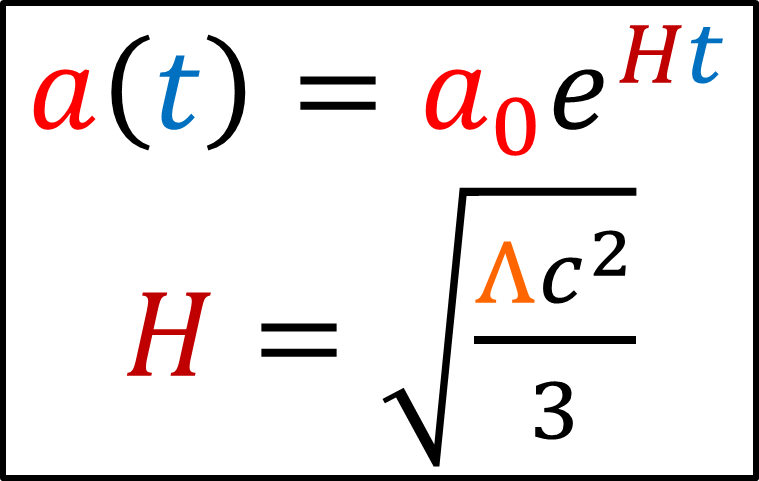 a(t) = a₀e^{Ht}
H = √(Λc²/3)